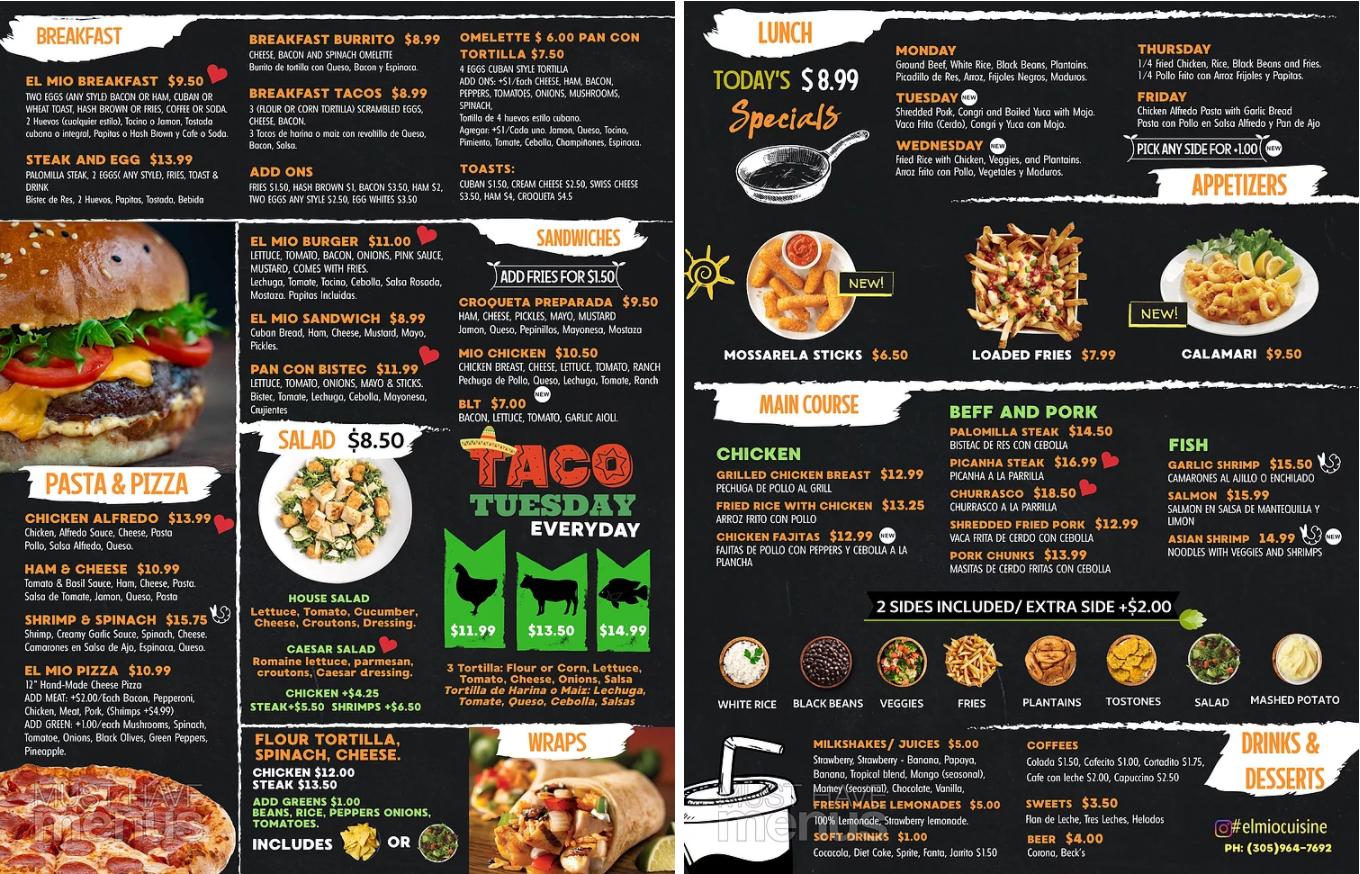 BREAKFAST
EL MIO BREAKFAST $9.50
TWO EGGS (ANY STYLE) BACON OR HAM, CUBAN OR
WHEAT TOAST, HASH BROWN OR FRIES, COFFEE OR SODA.
2 Huevos (cualquier estilo), Tocino o Jamon, Tostada
cubana o integral, Papitas o Hash Brown y Cafe o Soda.
STEAK AND EGG $13.99
PALOMILLA STEAK, 2 EGGS( ANY STYLE), FRIES, TOAST &
DRINK
Bistec de Res, 2 Huevos, Papitas, Tostada, Bebida
BREAKFAST BURRITO $8.99
CHEESE, BACON AND SPINACH OMELETTE
Burrito de tortilla con Queso, Bacon y Espinaca.
BREAKFAST TACOS $8.99
3 (FLOUR OR CORN TORTILLA) SCRAMBLED EGGS,
CHEESE, BACON.
3 Tacos de harina o maiz con revoltillo de Queso,
Bacon, Salsa.
ADD ONS
FRIES $1.50, HASH BROWN $1, BACON $3.50, HAM $2,
TWO EGGS ANY STYLE $2.50, EGG WHITES $3.50
OMELETTE $ 6.00 PAN CON
TORTILLA $7.50
4 EGGS CUBAN STYLE TORTILLA
ADD ONS: +$1/Each CHEESE, HAM, BACON,
PEPPERS, TOMATOES, ONIONS, MUSHROOMS,
SPINACH,
Tortilla de 4 huevos estilo cubano.
Agregar: +$1/Cada uno. Jamon, Queso, Tocino,
Pimiento, Tomate, Cebolla, Champiñones, Espinaca.
TOASTS:
CUBAN $1.50, CREAM CHEESE $2.50, SWISS CHEESE
$3.50, HAM $4, CROQUETA $4.5
EL MIO BURGER $11.00
LETTUCE, TOMATO, BACON, ONIONS, PINK SAUCE,
MUSTARD, COMES WITH FRIES.
Lechuga, Tomate, Tocino, Cebolla, Salsa Rosada,
Mostaza. Papitas Incluidas.
EL MIO SANDWICH $8.99
Cuban Bread, Ham, Cheese, Mustard, Mayo,
Pickles.
PAN CON BISTEC $11.99
LETTUCE, TOMATO, ONIONS, MAYO & STICKS.
Bistec, Tomate, Lechuga, Cebolla, Mayonesa,
Crujientes
SANDWICHES
ADD FRIES FOR $1.50
CROQUETA PREPARADA $9.50
HAM, CHEESE, PICKLES, MAYO, MUSTARD
Jamon, Queso, Pepinillos, Mayonesa, Mostaza
MIO CHICKEN $10.50
CHICKEN BREAST, CHEESE, LETTUCE, TOMATO, RANCH
Pechuga de Pollo, Queso, Lechuga, Tomate, Ranch
BLT $7.00 NEW
BACON, LETTUCE, TOMATO, GARLIC AIOLI.
PASTA & PIZZA
CHICKEN ALFREDO $13.99
Chicken, Alfredo Sauce, Cheese, Pasta
Pollo, Salsa Alfredo, Queso.
HAM & CHEESE $10.99
Tomato & Basil Sauce, Ham, Cheese, Pasta.
Salsa de Tomate, Jamon, Queso, Pasta
SHRIMP & SPINACH $15.75
Shrimp, Creamy Garlic Sauce, Spinach, Cheese.
Camarones en Salsa de Ajo, Espinaca, Queso.
EL MIO PIZZA $10.99
12" Hand-Made Cheese Pizza
ADD MEAT: +$2.00/Each Bacon, Pepperoni,
Chicken, Meat, Pork, (Shriimps +$4.99)
ADD GREEN: +1.00/each Mushrooms, Spinach,
Tomatoe, Onions, Black Olives, Green Peppers,
Pineapple.
MUST HAVE
menus
SALAD $8.50
HOUSE SALAD
Lettuce, Tomato, Cucumber,
Cheese, Croutons, Dressing.
CAESAR SALAD
Romaine lettuce, parmesan,
croutons, Caesar dressing.
CHICKEN +$4.25
STEAK+$5.50 SHRIMPS +$6.50
TACO
TUESDAY
EVERYDAY
$11.99
$13.50
$14.99
3 Tortilla: Flour or Corn, Lettuce,
Tomato, Cheese, Onions, Salsa
Tortilla de Harina o Maiz: Lechuga,
Tomate, Queso, Cebolla, Salsas
FLOUR TORTILLA,
SPINACH, CHEESE.
CHICKEN $12.00
STEAK $13.50
ADD GREENS $1.00
BEANS, RICE, PEPPERS ONIONS,
TOMATOES.
INCLUDES OR
WRAPS
LUNCH
TODAY'S $8.99
Specials
MONDAY
Ground Beef, White Rice, Black Beans, Plantains.
Picadillo de Res, Arroz, Frijoles Negros, Maduros.
TUESDAY NEW
Shredded Pork, Congri and Boiled Yuca with Mojo.
Vaca Frita (Cerdo), Congri y Yuca con Mojo.
WEDNESDAY NEW
Fried Rice with Chicken, Veggies, and Plantains.
Arroz Frito con Pollo, Vegetales y Maduros.
THURSDAY
1/4 Fried Chicken, Rice, Black Beans and Fries.
1/4 Pollo Frito con Arroz Frijoles y Papitas.
FRIDAY
Chicken Alfredo Pasta with Garlic Bread
Pasta con Pollo en Salsa Alfredo y Pan de Ajo
PICK ANY SIDE FOR +1.00 NEW
APPETIZERS
NEW!
MOSSARELA STICKS $6.50
LOADED FRIES $7.99
NEW!
CALAMARI $9.50
MAIN COURSE
CHICKEN
GRILLED CHICKEN BREAST $12.99
PECHUGA DE POLLO AL GRILL
FRIED RICE WITH CHICKEN $13.25
ARROZ FRITO CON POLLO
CHICKEN FAJITAS $12.99 NEW
FAJITAS DE POLLO CON PEPPERS Y CEBOLLA A LA
PLANCHA
BEFF AND PORK
PALOMILLA STEAK $14.50
BISTEAC DE RES CON CEBOLLA
PICANHA STEAK $16.99
PICANHA A LA PARRILLA
CHURRASCO $18.50
CHURRASCO A LA PARRILLA
SHREDDED FRIED PORK $12.99
VACA FRITA DE CERDO CON CEBOLLA
PORK CHUNKS $13.99
MASITAS DE CERDO FRITAS CON CEBOLLA
FISH
GARLIC SHRIMP $15.50
CAMARONES AL AJILLO O ENCHILADO
SALMON $15.99
SALMON EN SALSA DE MANTEQUILLA Y
LIMON
ASIAN SHRIMP 14.99 NEW
NOODLES WITH VEGGIES AND SHRIMPS
2 SIDES INCLUDED/ EXTRA SIDE +$2.00
WHITE RICE
BLACK BEANS
VEGGIES
FRIES
PLANTAINS
TOSTONES
SALAD
MASHED POTATO
MILKSHAKES/ JUICES $5.00
Strawberry, Strawberry - Banana, Papaya,
Banana, Tropical blend, Mango (seasonal),
Mamey (seasonal), Chocolate, Vanilla,
FRESH MADE LEMONADES $5.00
100% Lemonade, Strawberry lemonade.
SOFT DRINKS $1.00
Cocacola, Diet Coke, Sprite, Fanta, Jarrito $1.50
MUST HAVE
menus
COFFEES
Colada $1.50, Cafecito $1.00, Cortadito $1.75,
Cafe con leche $2.00, Capuccino $2.50
SWEETS $3.50
Flan de Leche, Tres Leches, Helados
BEER $4.00
Corona, Beck's
DRINKS &
DESSERTS
#elmiocuisine
PH: (305)964-7692